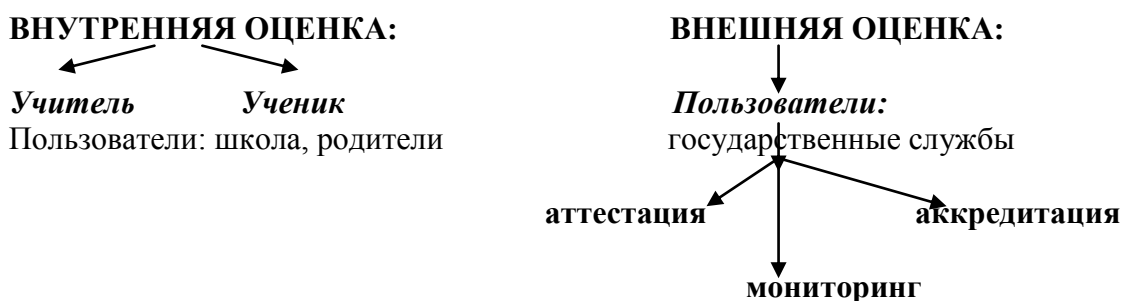 ВНУТРЕННЯЯ ОЦЕНКА:
Учитель Ученик
Пользователи: школа, родители
ВНЕШНЯЯ ОЦЕНКА:
Пользователи:
государственные службы
аттестация
аккредитация
мониторинг